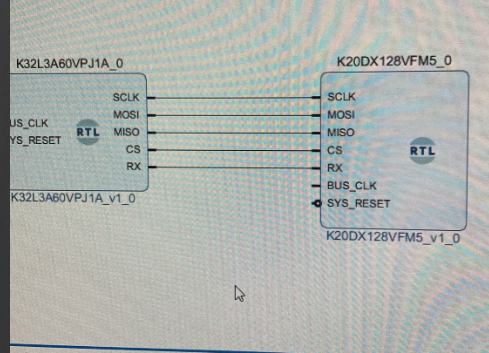 K32L3A60VPJ1A_0
SCLK
MOSI
US_CLK
RTL
MISO
YS_RESET
CS
RX
K32L3A60VPJ1A_v1_0
K20DX128VFM5_0
SCLK
MOSI
MISO
RTL
CS
RX
BUS_CLK
SYS_RESET
K20DX128VFM5_v1_0